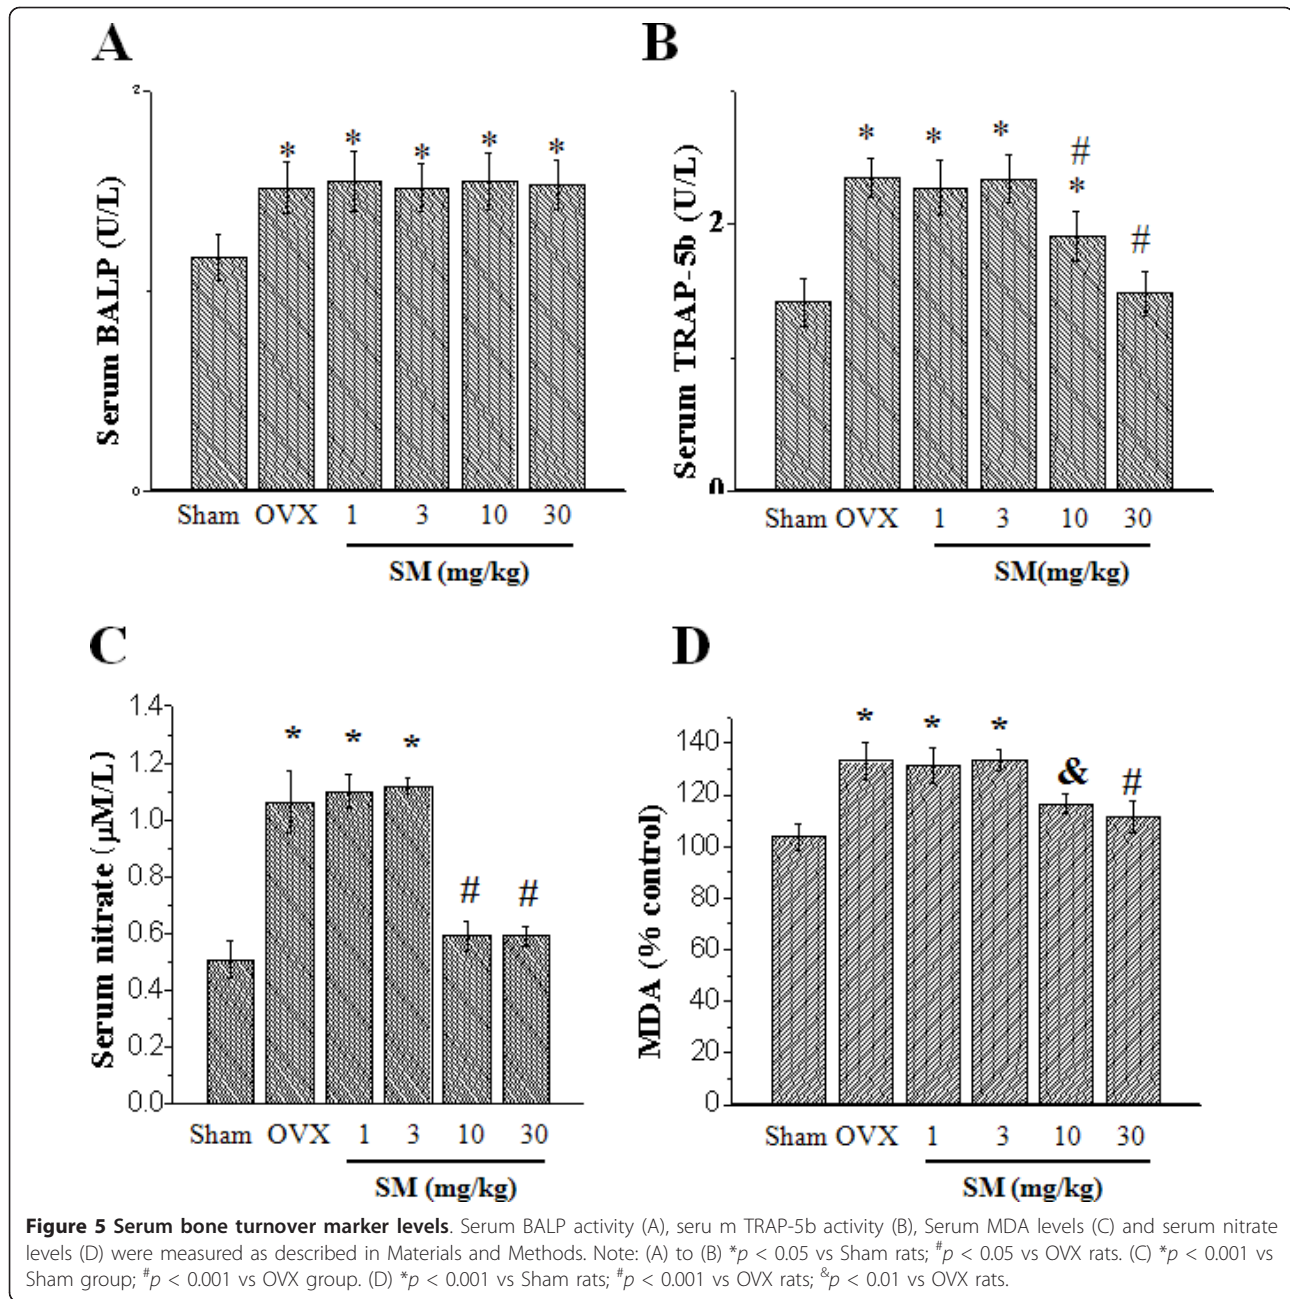 A
2
0
Serum BALP (U/L)
* * * * *
Sham OVX 1 3 10 30
SM (mg/kg)
B
2
0
Serum TRAP-5b (U/L)
* * * # * #
Sham OVX 1 3 10 30
SM(mg/kg)
C
1.4
1.2
1.0
0.8
0.6
0.4
0.2
0.0
Serum nitrate (μM/L)
* * * # #
Sham OVX 1 3 10 30
SM (mg/kg)
D
140
120
100
80
60
40
20
0
MDA (% control)
* * * & #
Sham OVX 1 3 10 30
SM (mg/kg)
Figure 5 Serum bone turnover marker levels. Serum BALP activity (A), seru m TRAP-5b activity (B), Serum MDA levels (C) and serum nitrate
levels (D) were measured as described in Materials and Methods. Note: (A) to (B) *p < 0.05 vs Sham rats; #p < 0.05 vs OVX rats. (C) *p < 0.001 vs
Sham group; #p < 0.001 vs OVX group. (D) *p < 0.001 vs Sham rats; #p < 0.001 vs OVX rats; &p < 0.01 vs OVX rats.